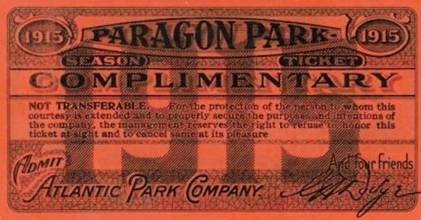 1915 PARAGON PARK 1915
SEASON TICKET
COMPLIMENTARY
1915
NOT TRANSFERABLE. For the protection of the person to whom this
courtesy is extended and to properly secure the purposes and intentions of
the company, the management reserves the right to refuse to honor this
ticket at sight and to cancel same at its pleasure
ADMIT And four friends
ATLANTIC PARK COMPANY. Dodge